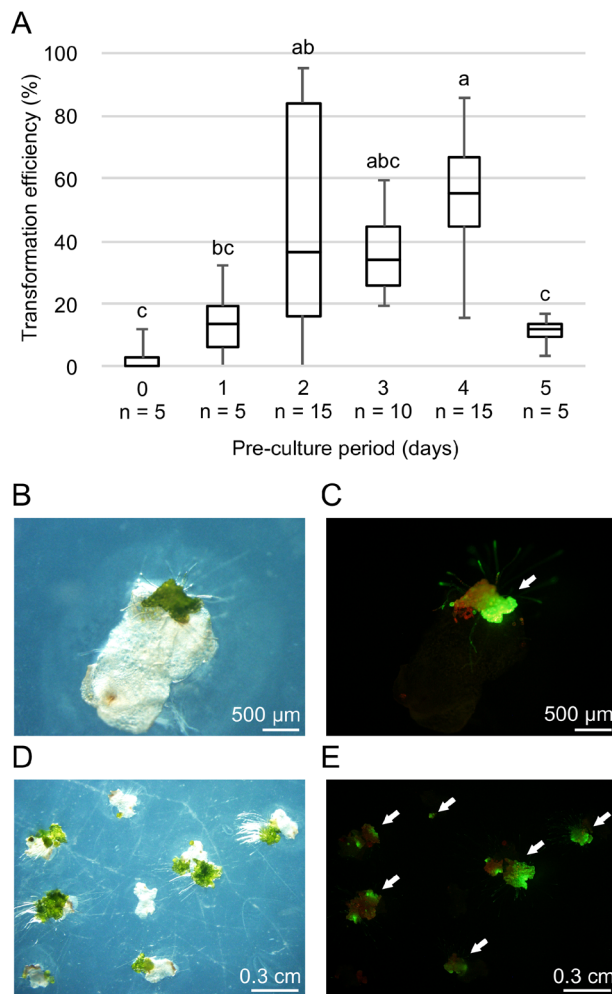 A
Transformation efficiency (%)
100
80
60
40
20
0
c
bc
ab
abc
a
c
0 1 2 3 4 5
n = 5 n = 5 n = 15 n = 10 n = 15 n = 5
Pre-culture period (days)
B C
500 µm 500 µm
D E
0.3 cm 0.3 cm